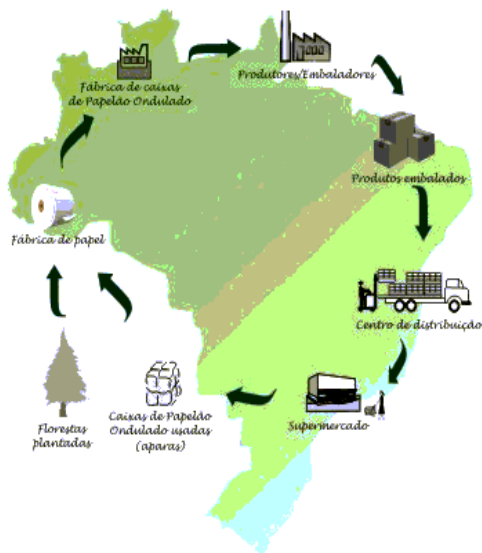 Fábrica de caixas
de Papelão Ondulado
Produtores/Embaladores
Produtos embalados
Centro de distribuição
Supermercado
Caixas de Papelão
Ondulado usadas
(aparas)
Florestas
plantadas
Fábrica de papel